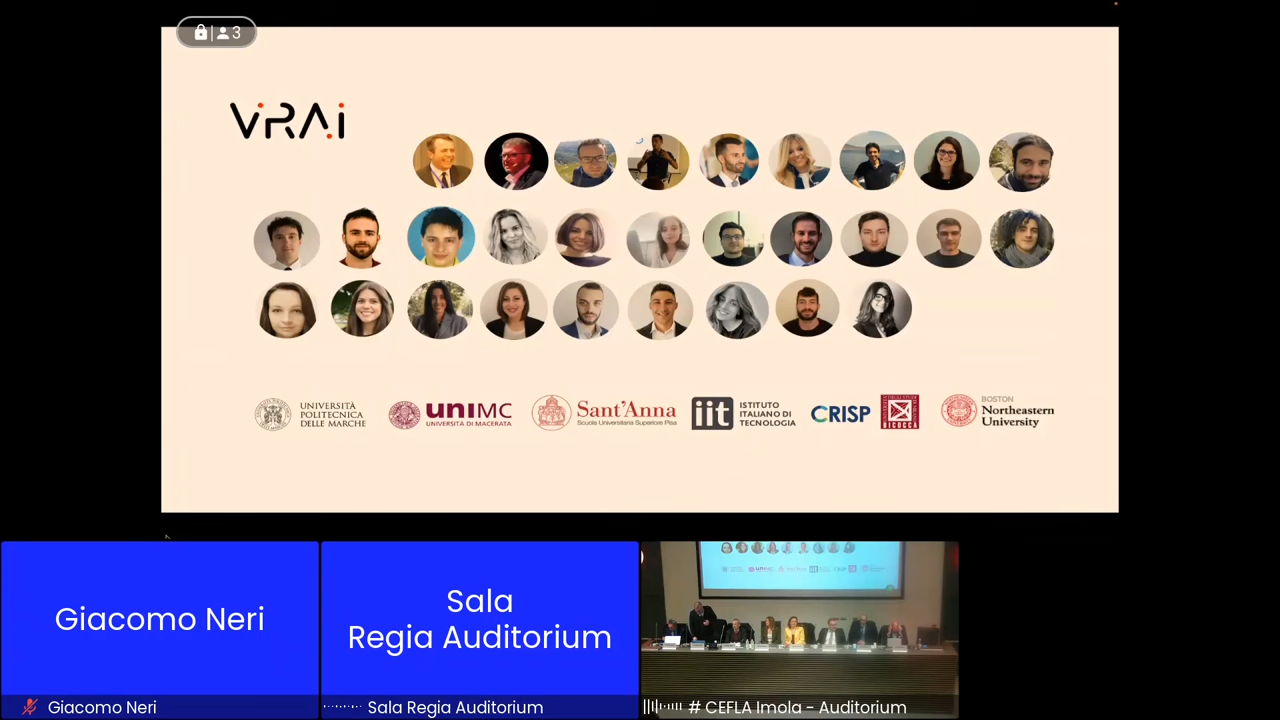 3
VRAi
UNIVERSITÀ
POLITECNICA
DELLE MARCHE
unimc
UNIVERSITÀ DI MACERATA
Sant'Anna
Scuola Universitaria Superiore Pisa
iit
ISTITUTO
ITALIANO DI
TECNOLOGIA
CRISP
BICOCCA
BOSTON
Northeastern
University
Giacomo Neri
Sala
Regia Auditorium
Giacomo Neri
Sala Regia Auditorium
# CEFLA Imola - Auditorium